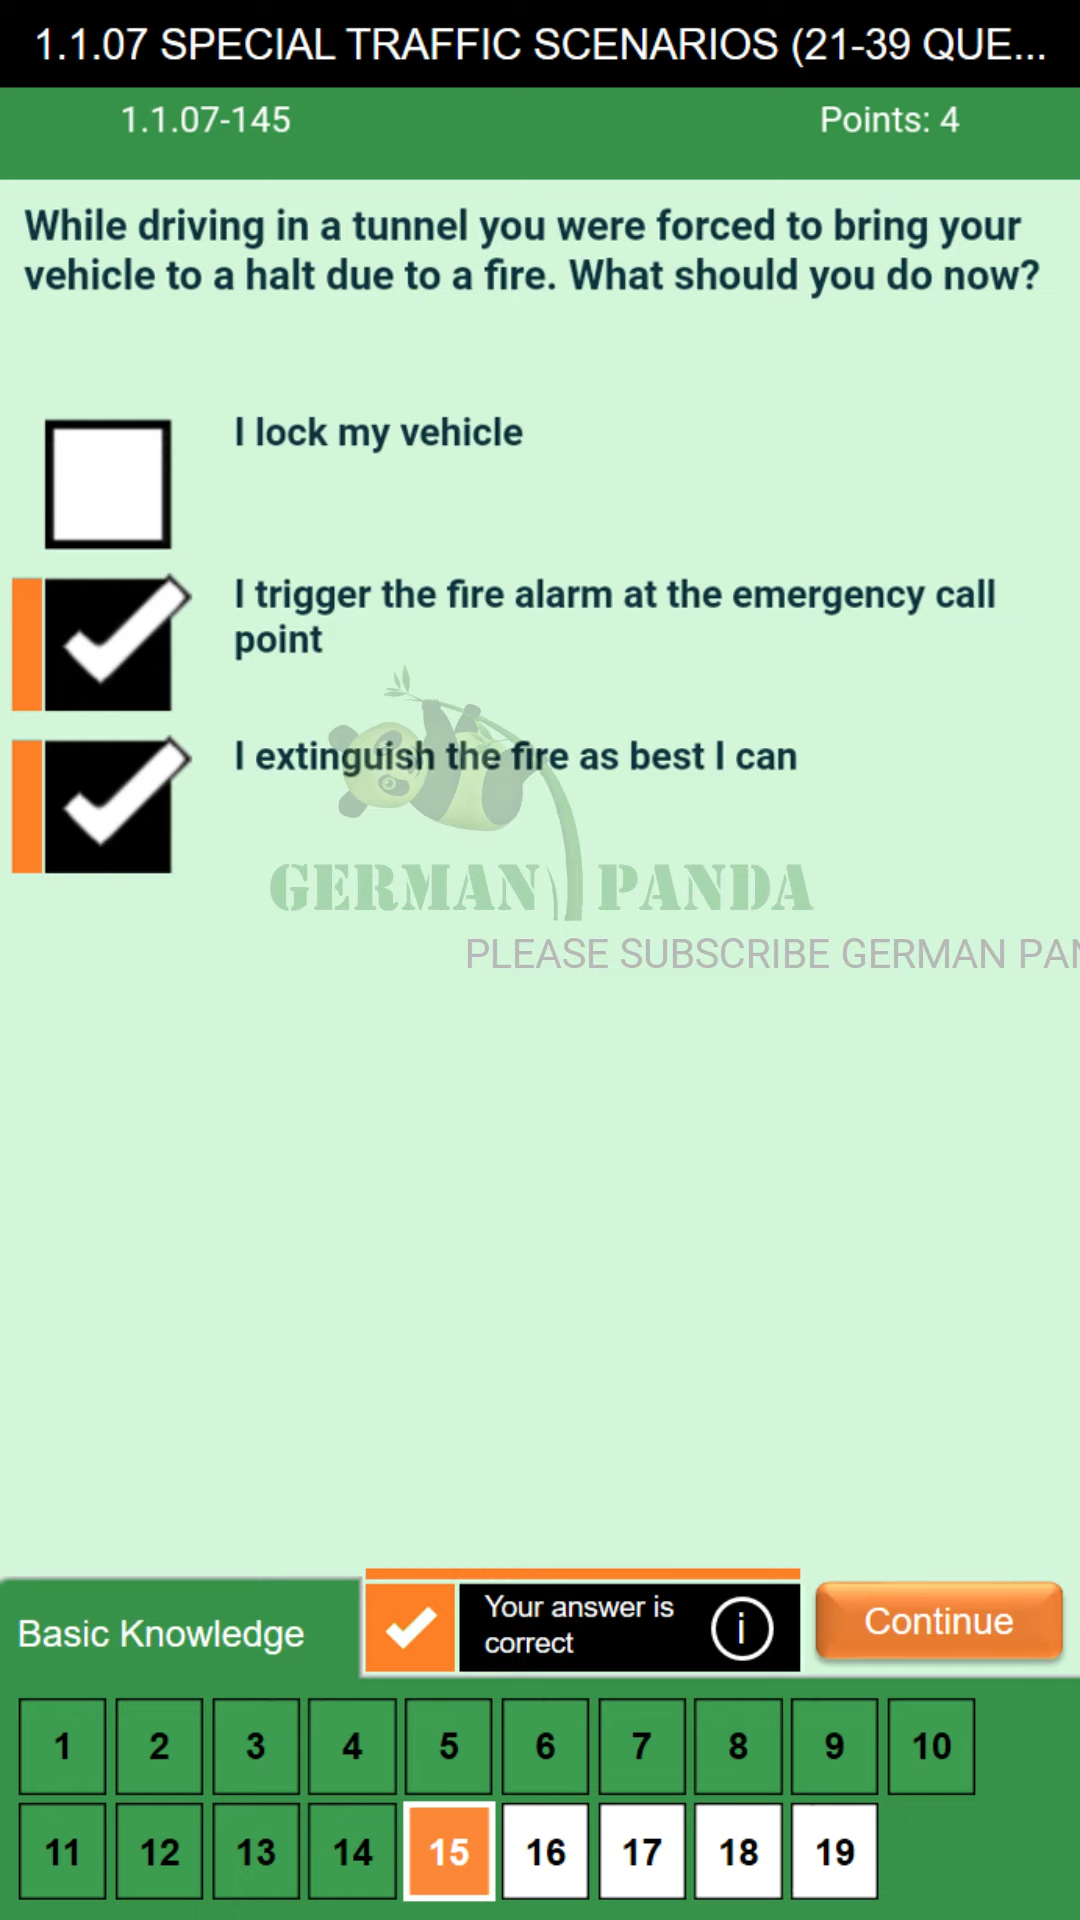 1.1.07 SPECIAL TRAFFIC SCENARIOS (21-39 QUE...
1.1.07-145
Points: 4
While driving in a tunnel you were forced to bring your
vehicle to a halt due to a fire. What should you do now?
I lock my vehicle
I trigger the fire alarm at the emergency call
point
I extinguish the fire as best I can
GERMAN PANDA
PLEASE SUBSCRIBE GERMAN PAN
Basic Knowledge
Your answer is
correct
i
Continue
1 2 3 4 5 6 7 8 9 10
11 12 13 14 15 16 17 18 19